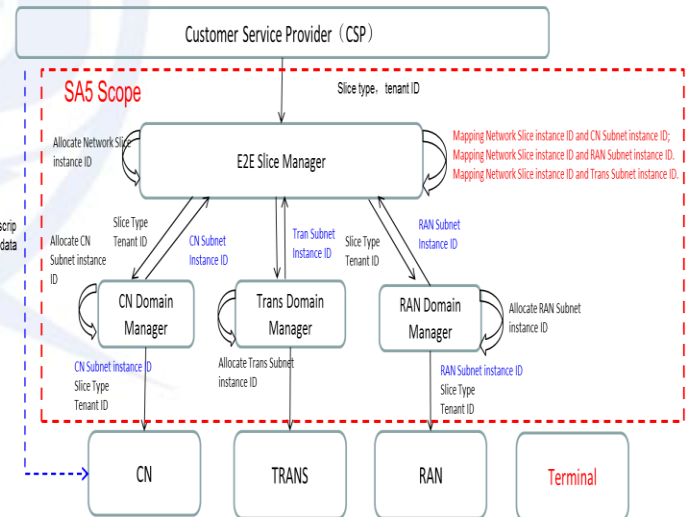 Customer Service Provider（CSP）
SA5 Scope
Slice type， tenant ID
Allocate Network Slice
instance ID
E2E Slice Manager
Mapping Network Slice instance ID and CN Subnet instance ID;
Mapping Network Slice instance ID and RAN Subnet instance ID.
Mapping Network Slice instance ID and Trans Subnet instance ID.
scrip
data
Allocate CN
Subnet instance
ID
Slice Type
Tenant ID
CN Subnet
Instance ID
Tran Subnet
Instance ID
Slice Type
Tenant ID
RAN Subnet
Instance ID
CN Domain
Manager
Trans Domain
Manager
RAN Domain
Manager
Allocate RAN Subnet
instance ID
CN Subnet instance ID
Slice Type
Tenant ID
Allocate Trans Subnet
instance ID
RAN Subnet instance ID
Slice Type
Tenant ID
CN
TRANS
RAN
Terminal